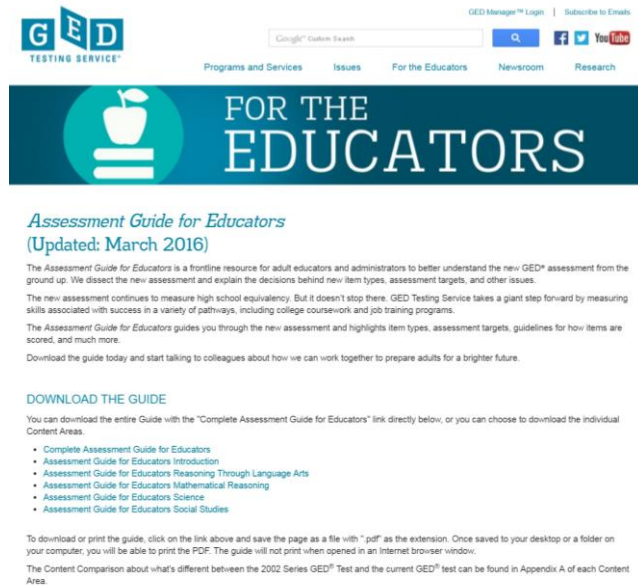 GED Manager™ Login | Subscribe to Emails
GED
TESTING SERVICE®
Google™ Custom Search
You Tube
Programs and Services Issues For the Educators Newsroom Research
FOR THE
EDUCATORS
Assessment Guide for Educators
(Updated: March 2016)
The Assessment Guide for Educators is a frontline resource for adult educators and administrators to better understand the new GED® assessment from the
ground up. We dissect the new assessment and explain the decisions behind new item types, assessment targets, and other issues.
The new assessment continues to measure high school equivalency. But it doesn't stop there. GED Testing Service takes a giant step forward by measuring
skills associated with success in a variety of pathways, including college coursework and job training programs.
The Assessment Guide for Educators guides you through the new assessment and highlights item types, assessment targets, guidelines for how items are
scored, and much more.
Download the guide today and start talking to colleagues about how we can work together to prepare adults for a brighter future.
DOWNLOAD THE GUIDE
You can download the entire Guide with the "Complete Assessment Guide for Educators" link directly below, or you can choose to download the individual
Content Areas.
• Complete Assessment Guide for Educators
• Assessment Guide for Educators Introduction
• Assessment Guide for Educators Reasoning Through Language Arts
• Assessment Guide for Educators Mathematical Reasoning
• Assessment Guide for Educators Science
• Assessment Guide for Educators Social Studies
To download or print the guide, click on the link above and save the page as a file with ".pdf" as the extension. Once saved to your desktop or a folder on
your computer, you will be able to print the PDF. The guide will not print when opened in an Internet browser window.
The Content Comparison about what's different between the 2002 Series GED® Test and the current GED® test can be found in Appendix A of each Content
Area.